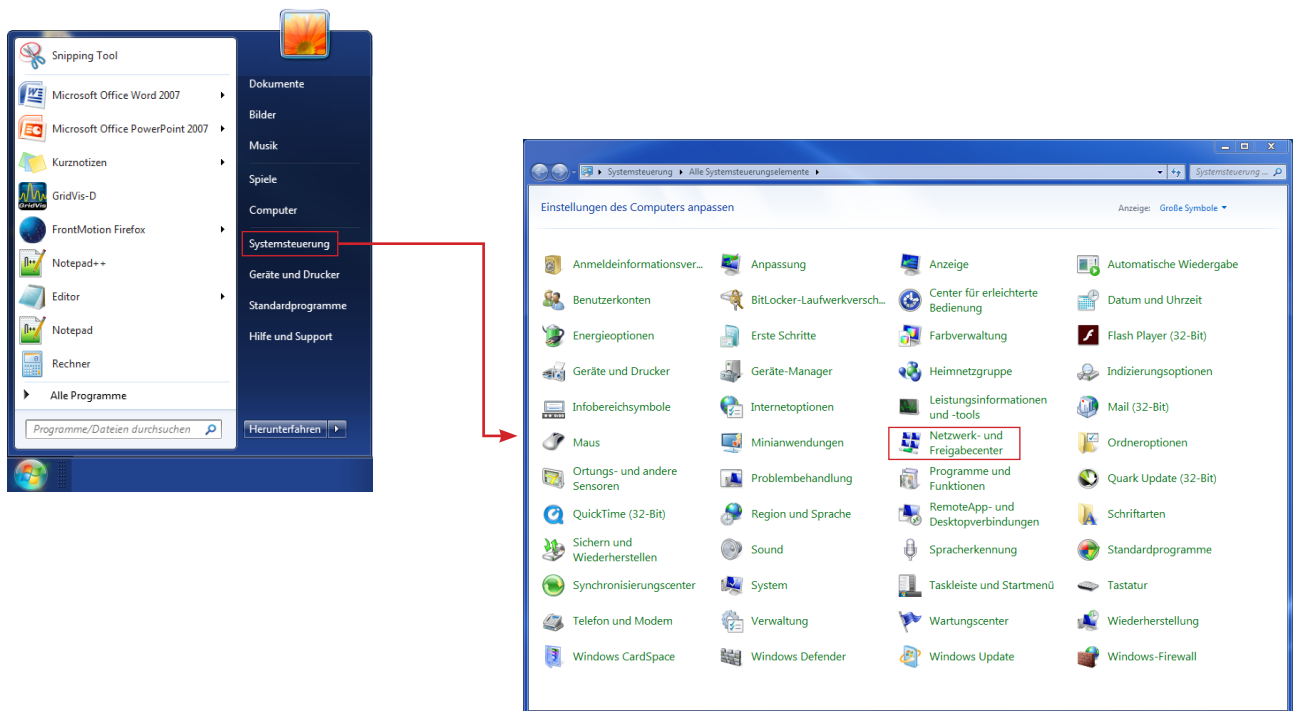 Snipping Tool
Microsoft Office Word 2007
Microsoft Office PowerPoint 2007
Kurznotizen
GridVis-D
FrontMotion Firefox
Notepad++
Editor
Notepad
Rechner
Alle Programme
Programme/Dateien durchsuchen
Dokumente
Bilder
Musik
Spiele
Computer
Systemsteuerung
Geräte und Drucker
Standardprogramme
Hilfe und Support
Herunterfahren
Systemsteuerung Alle Systemsteuerungselemente
Systemsteuerung ...
Einstellungen des Computers anpassen
Anzeige: Große Symbole
Anmeldeinformationsver...
Anpassung
Anzeige
Automatische Wiedergabe
Benutzerkonten
BitLocker-Laufwerkversch...
Center für erleichterte
Bedienung
Datum und Uhrzeit
Energieoptionen
Erste Schritte
Farbverwaltung
Flash Player (32-Bit)
Geräte und Drucker
Geräte-Manager
Heimnetzgruppe
Indizierungsoptionen
Infobereichsymbole
Internetoptionen
Leistungsinformationen
und -tools
Mail (32-Bit)
Maus
Minianwendungen
Netzwerk- und
Freigabecenter
Ordneroptionen
Ortungs- und andere
Sensoren
Problembehandlung
Programme und
Funktionen
Quark Update (32-Bit)
QuickTime (32-Bit)
Region und Sprache
RemoteApp- und
Desktopverbindungen
Schriftarten
Sichern und
Wiederherstellen
Sound
Spracherkennung
Standardprogramme
Synchronisierungscenter
System
Taskleiste und Startmenü
Tastatur
Telefon und Modem
Verwaltung
Wartungscenter
Wiederherstellung
Windows CardSpace
Windows Defender
Windows Update
Windows-Firewall